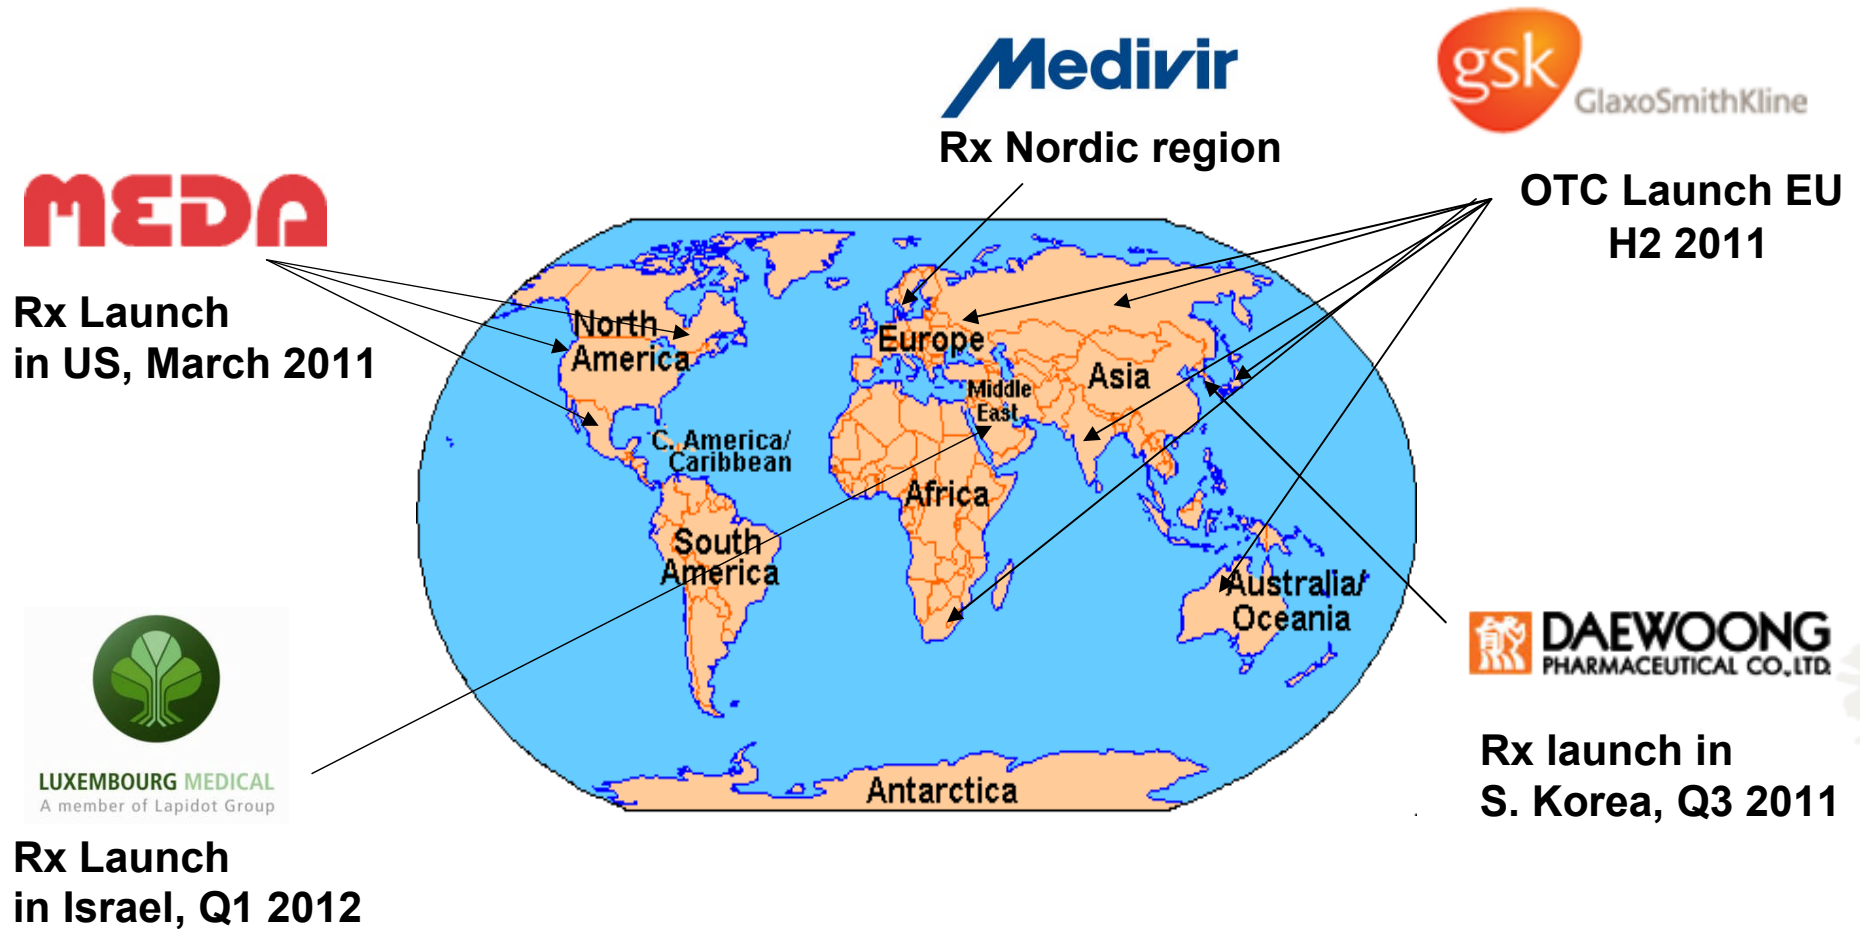 Medivir
Rx Nordic region
gsk
GlaxoSmithKline
OTC Launch EU
H2 2011
MEDA
Rx Launch
in US, March 2011
North
America
Europe
Asia
Middle
East
C. America/
Caribbean
Africa
South
America
Australia/
Oceania
Antarctica
LUXEMBOURG MEDICAL
A member of Lapidot Group
Rx Launch
in Israel, Q1 2012
DAEWOONG
PHARMACEUTICAL CO.,LTD.
Rx launch in
S. Korea, Q3 2011